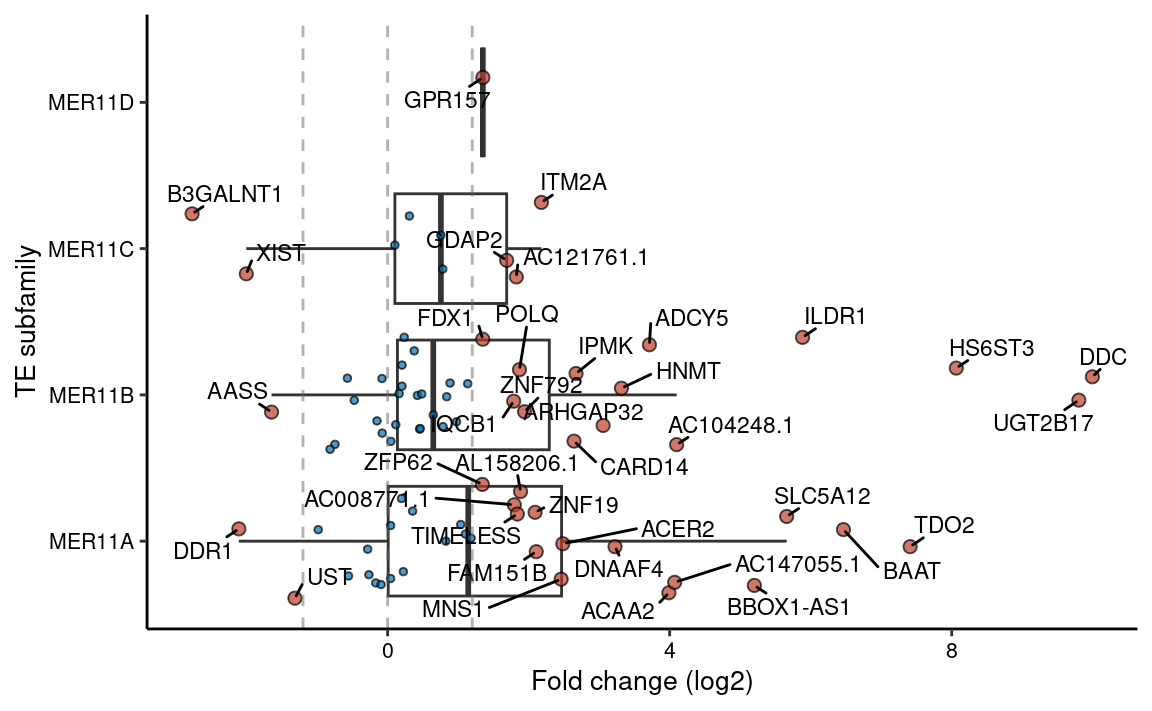 MER11D
GPR157
B3GALNT1
ITM2A
MER11C
XIST
GDAP2
AC121761.1
FDX1
POLQ
ADCY5
ILDR1
IPMK
HS6ST3
DDC
HNMT
MER11B
AASS
ZNF792
QCB1
ARHGAP32
UGT2B17
AC104248.1
ZFP62
AL158206.1
CARD14
AC008771.1
ZNF19
SLC5A12
MER11A
DDR1
TIMELESS
ACER2
TDO2
UST
FAM151B
DNAAF4
AC147055.1
BAAT
MNS1
ACAA2
BBOX1-AS1
TE subfamily
0
4
8
Fold change (log2)